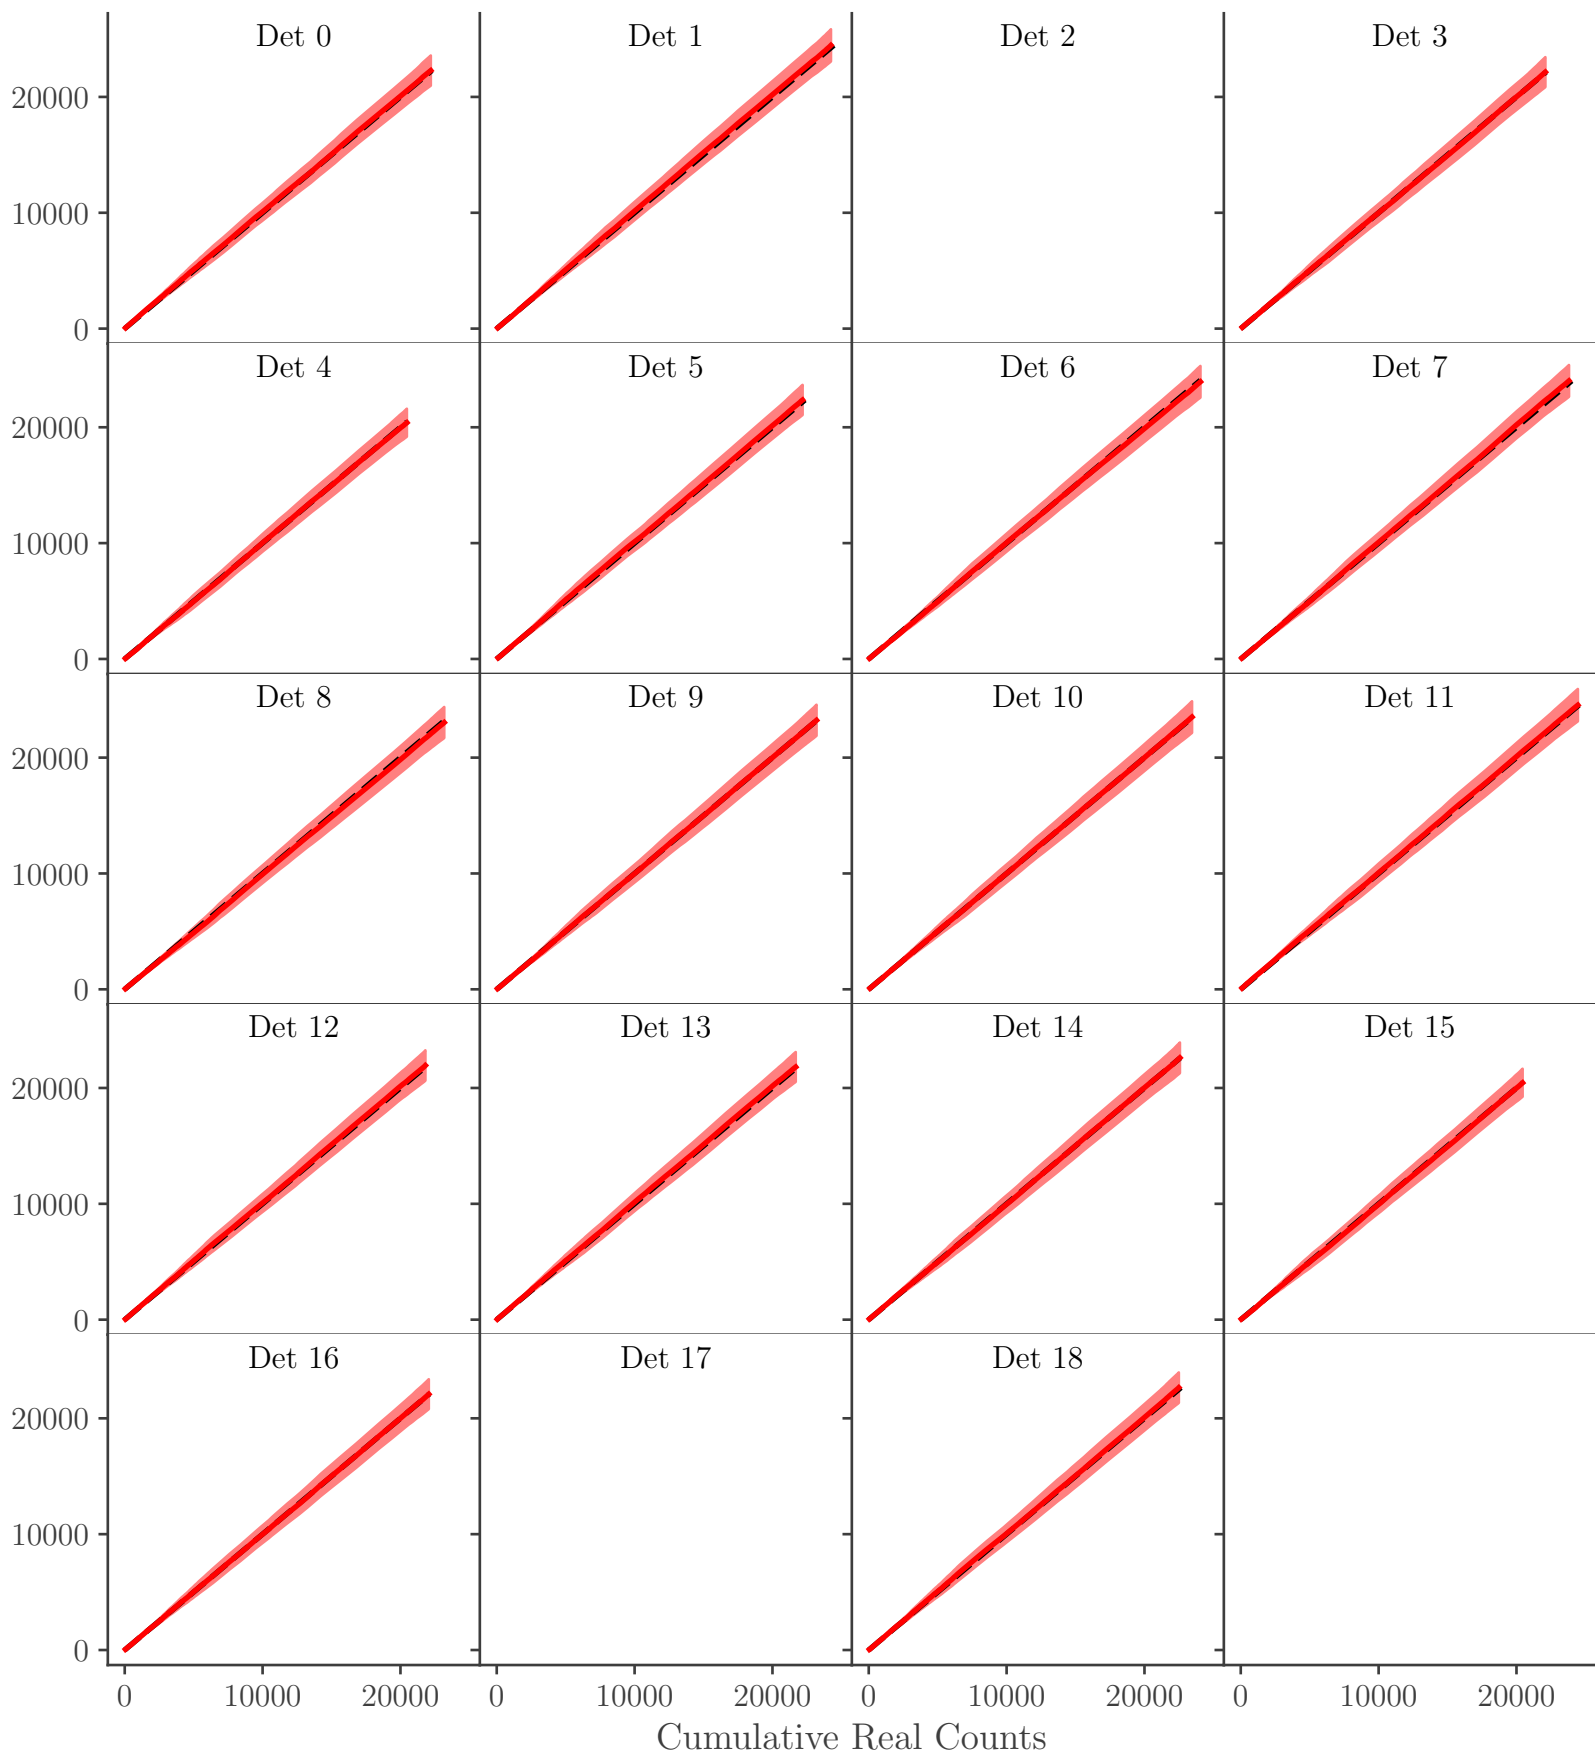 Det 0 Det 1 Det 2 Det 3
20000
10000
0
Det 4 Det 5 Det 6 Det 7
20000
10000
0
Det 8 Det 9 Det 10 Det 11
20000
10000
0
Det 12 Det 13 Det 14 Det 15
20000
10000
0
Det 16 Det 17 Det 18
20000
10000
0
0 10000 20000 0 10000 20000 0 10000 20000 0 10000 20000
Cumulative Real Counts